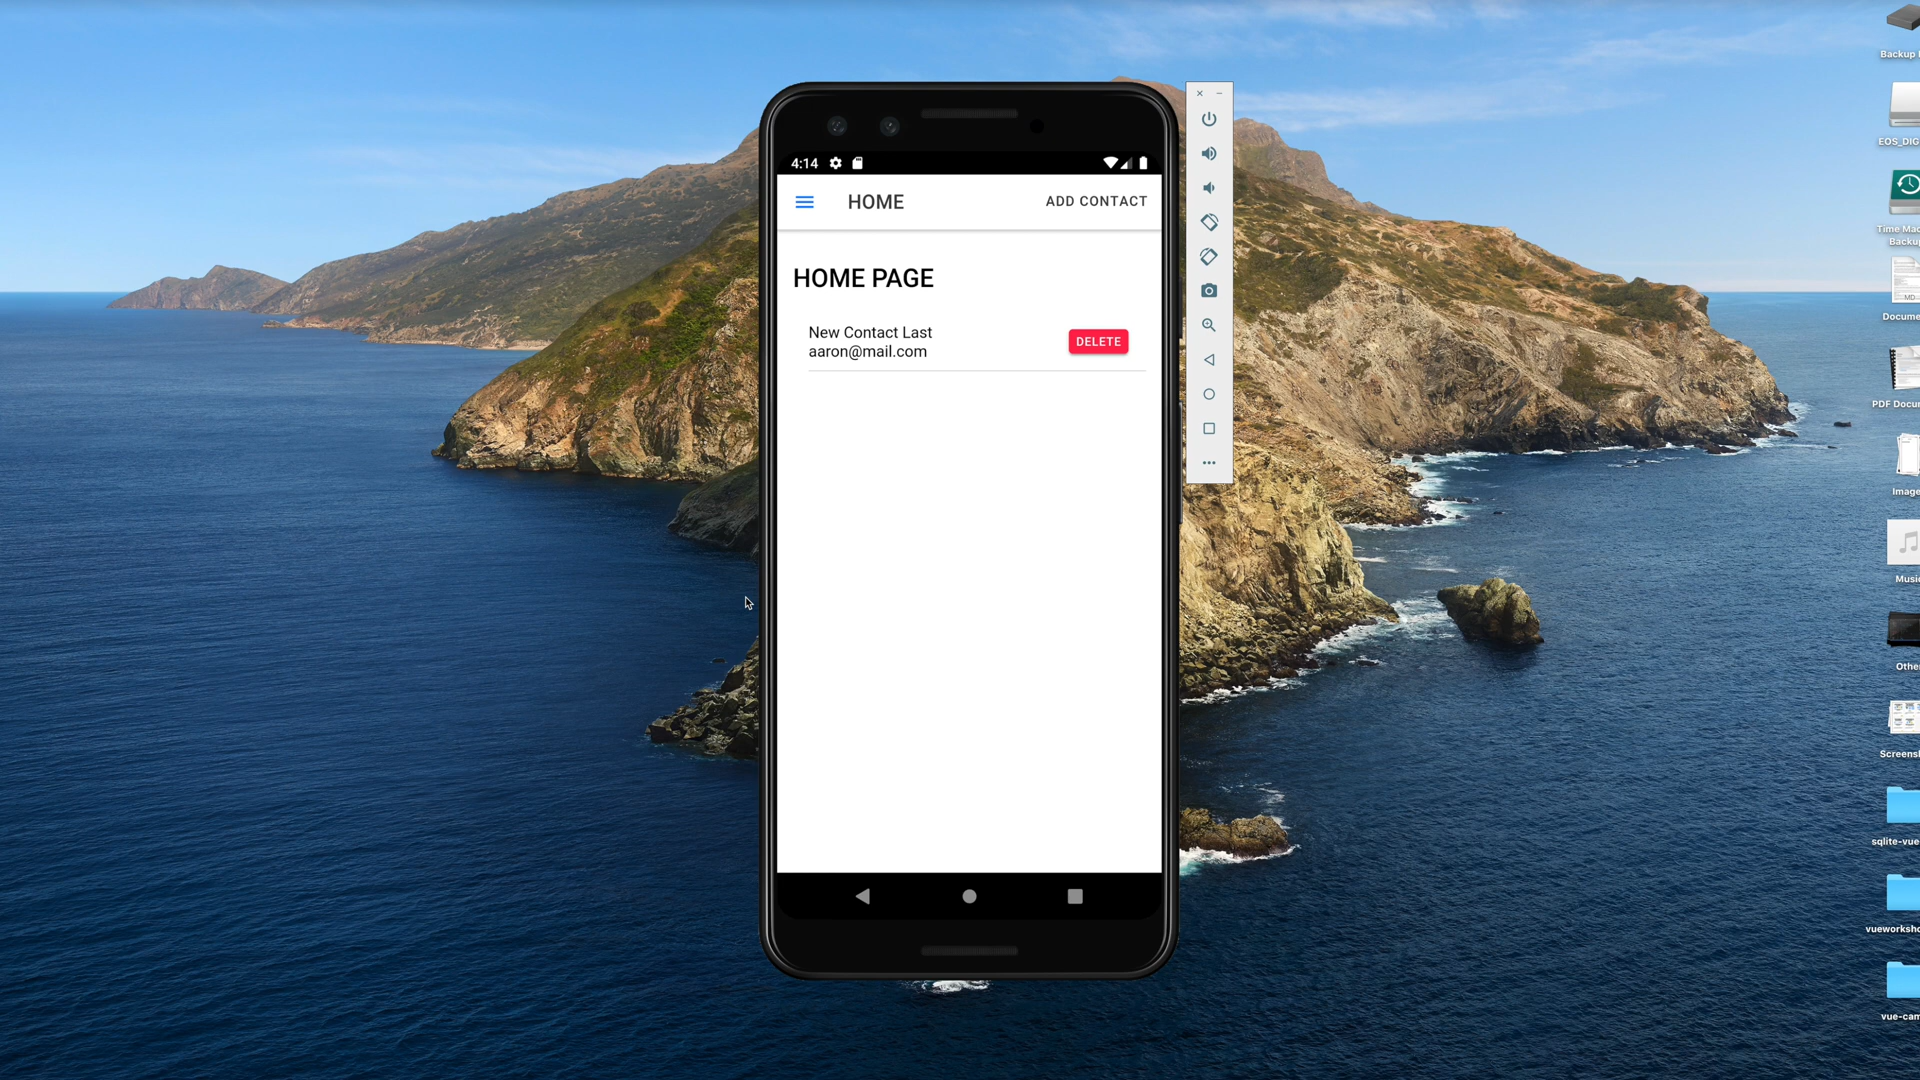 4:14
HOME
ADD CONTACT
HOME PAGE
New Contact Last
aaron@mail.com
DELETE
Backup
EOS_DIG
Time Mac
Backup
MD
Docume
PDF Docum
Image
Music
Other
Screensh
sqlite-vue
vueworksho
vue-cam